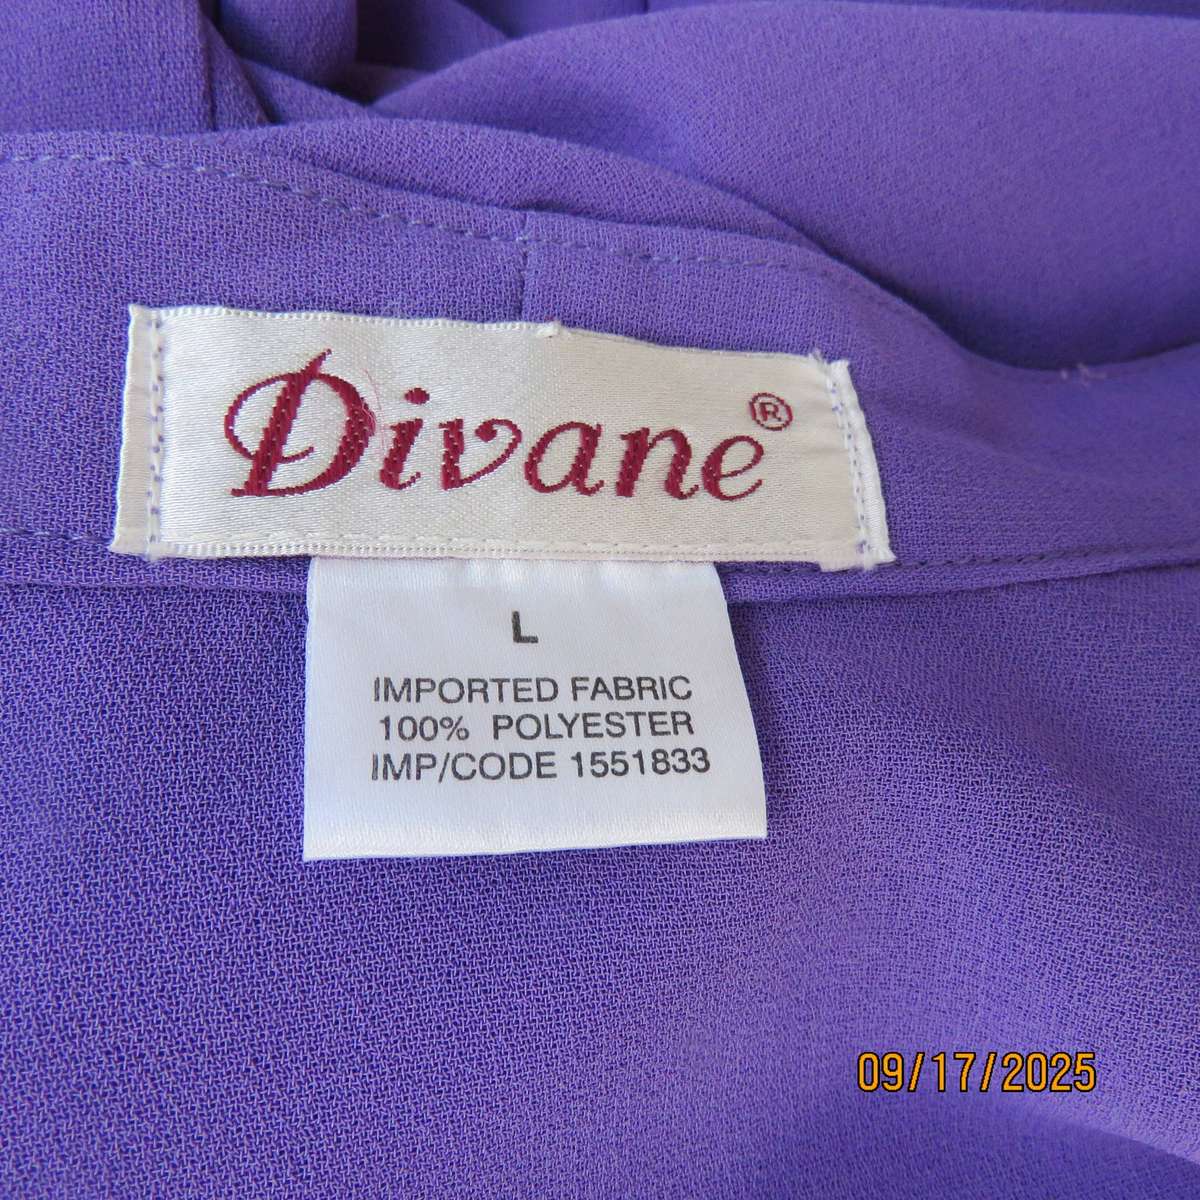 Divane®
L
IMPORTED FABRIC
100% POLYESTER
IMP/CODE 1551833
09/17/2025